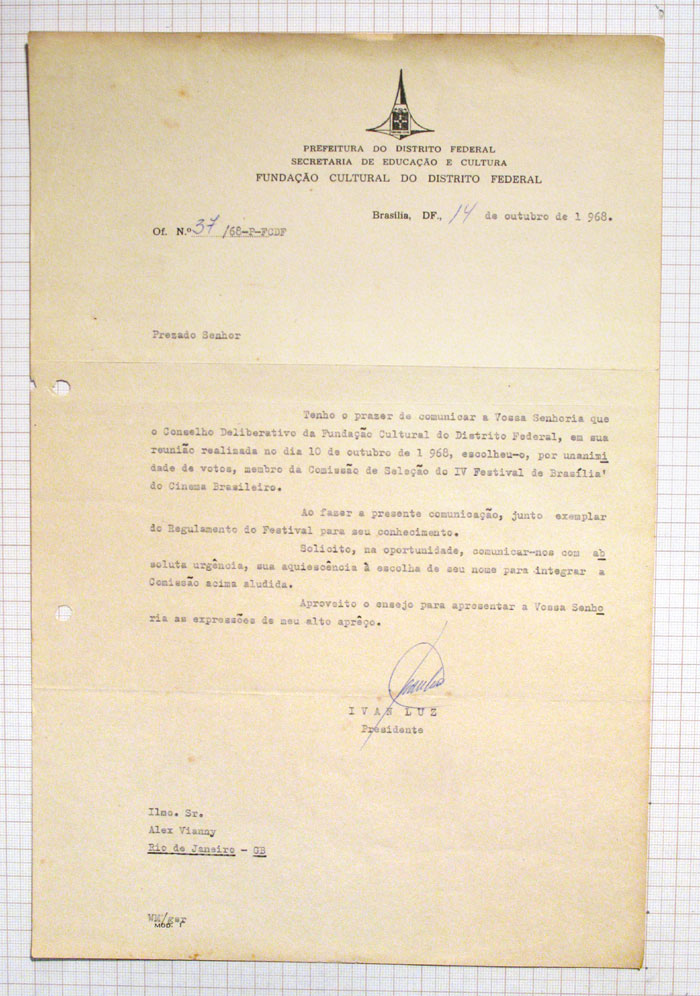 PREFEITURA DO DISTRITO FEDERAL
SECRETARIA DE EDUCAÇÃO E CULTURA
FUNDAÇÃO CULTURAL DO DISTRITO FEDERAL
Brasília, DF., 14 de outubro de 1 968.
Of. N.º 37 /68-P-FCDF
Prezado Senhor
Tenho o prazer de comunicar a Vossa Senhoria que
o Conselho Deliberativo da Fundação Cultural do Distrito Federal, em sua
reunião realizada no dia 10 de outubro de 1 968, escolheu-o, por unanimi
dade de votos, membro da Comissão de Seleção do IV Festival de Brasília'
do Cinema Brasileiro.
Ao fazer a presente comunicação, junto exemplar
do Regulamento do Festival para seu conhecimento.
Solicito, na oportunidade, comunicar-nos com ab
soluta urgência, sua aquiescência à escolha de seu nome para integrar a
Comissão acima aludida.
Aproveito o ensejo para apresentar a Vossa Senho
ria as expressões de meu alto aprêço.
IVAN LUZ
Presidente
Ilmo. Sr.
Alex Vianny
Rio de Janeiro - GB
MOD. 1